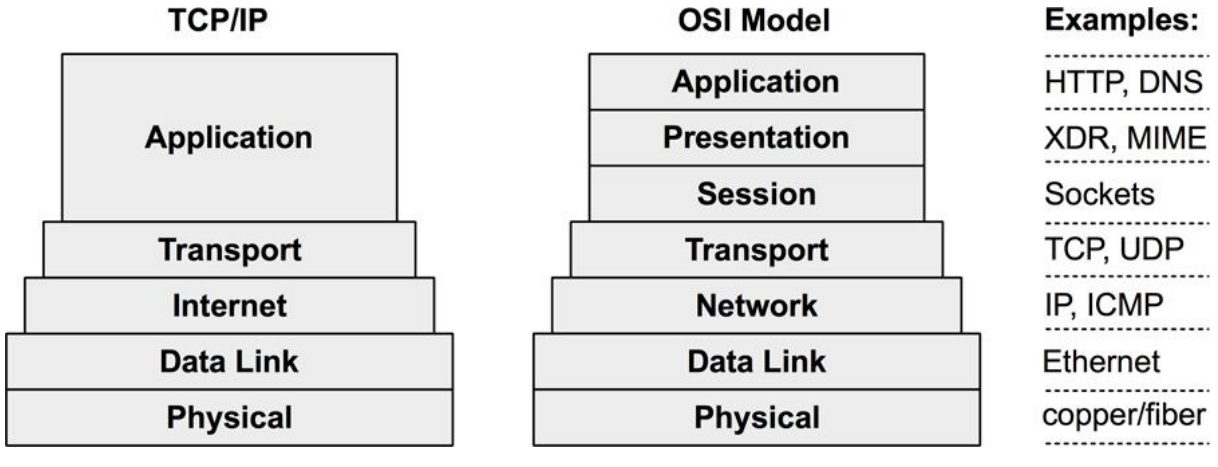 TCP/IP
Application
Transport
Internet
Data Link
Physical
OSI Model
Application
Presentation
Session
Transport
Network
Data Link
Physical
Examples:
HTTP, DNS
XDR, MIME
Sockets
TCP, UDP
IP, ICMP
Ethernet
copper/fiber